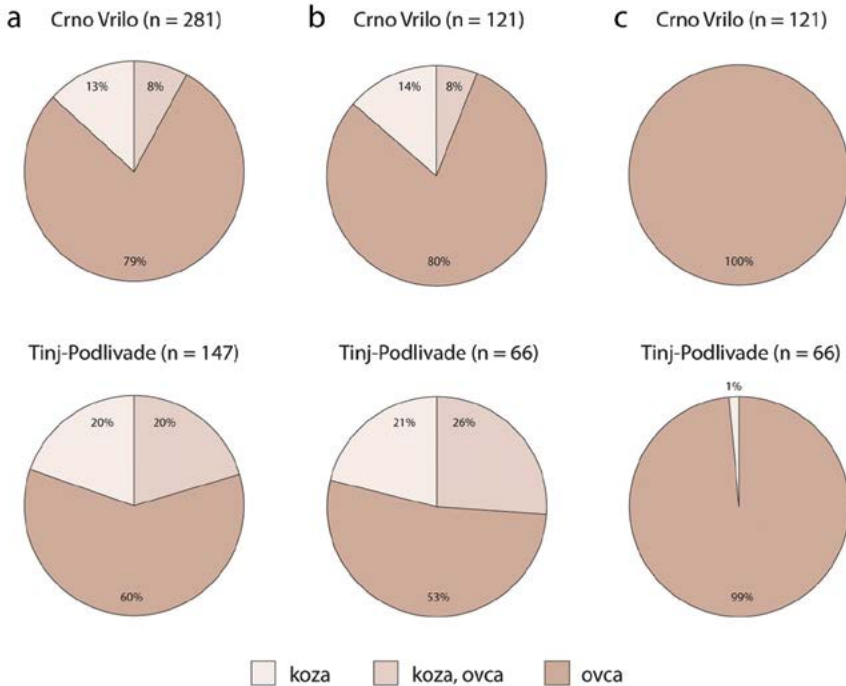 a Crno Vrilo (n = 281)
b Crno Vrilo (n = 121)
c Crno Vrilo (n = 121)
13% 8%
79%
14% 8%
80%
100%
Tinj-Podlivade (n = 147)
Tinj-Podlivade (n = 66)
Tinj-Podlivade (n = 66)
20% 20%
60%
21% 26%
53%
1%
99%
koza koza, ovca ovca